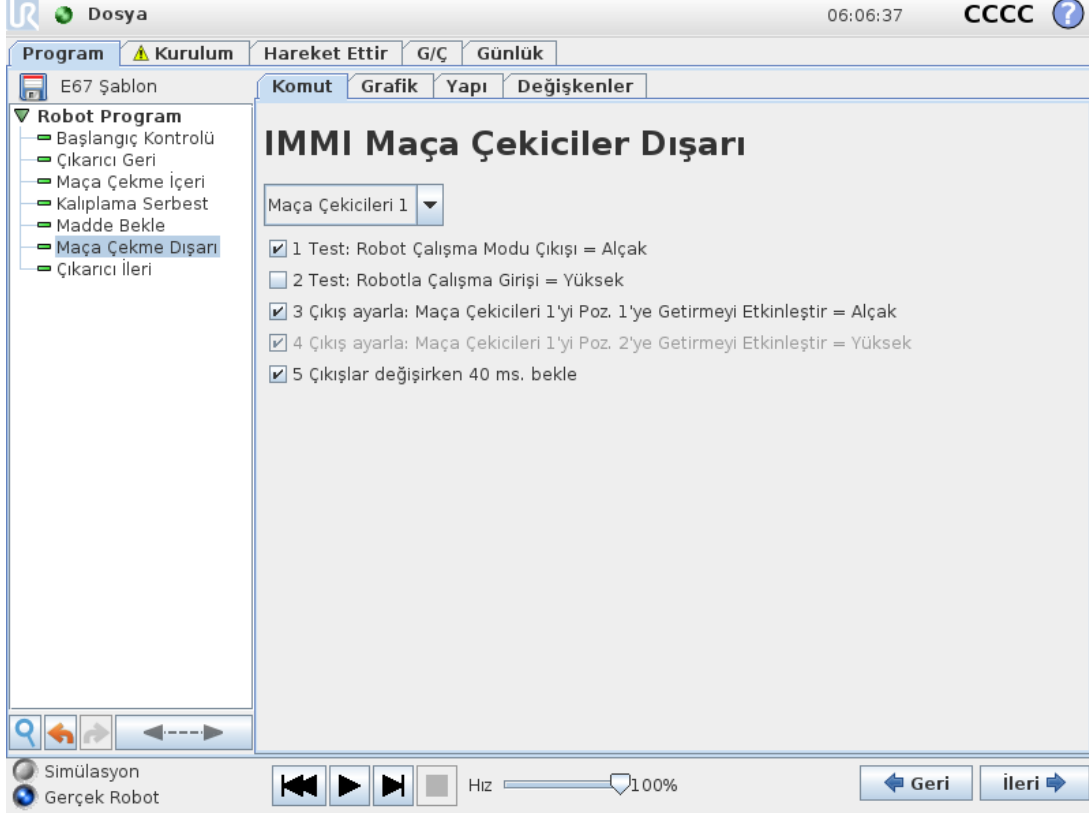 UR Dosya 06:06:37 CCCC ?
Program Kurulum Hareket Ettir G/Ç Günlük
E67 Şablon
Komut Grafik Yapı Değişkenler
Robot Program
Başlangıç Kontrolü
Çıkarıcı Geri
Maça Çekme İçeri
Kalıplama Serbest
Madde Bekle
Maça Çekme Dışarı
Çıkarıcı İleri
IMMI Maça Çekiciler Dışarı
Maça Çekicileri 1
1 Test: Robot Çalışma Modu Çıkışı = Alçak
2 Test: Robotla Çalışma Girişi = Yüksek
3 Çıkış ayarla: Maça Çekicileri 1'yi Poz. 1'ye Getirmeyi Etkinleştir = Alçak
4 Çıkış ayarla: Maça Çekicileri 1'yi Poz. 2'ye Getirmeyi Etkinleştir = Yüksek
5 Çıkışlar değişirken 40 ms. bekle
Simülasyon
Gerçek Robot
Hız 100%
Geri İleri